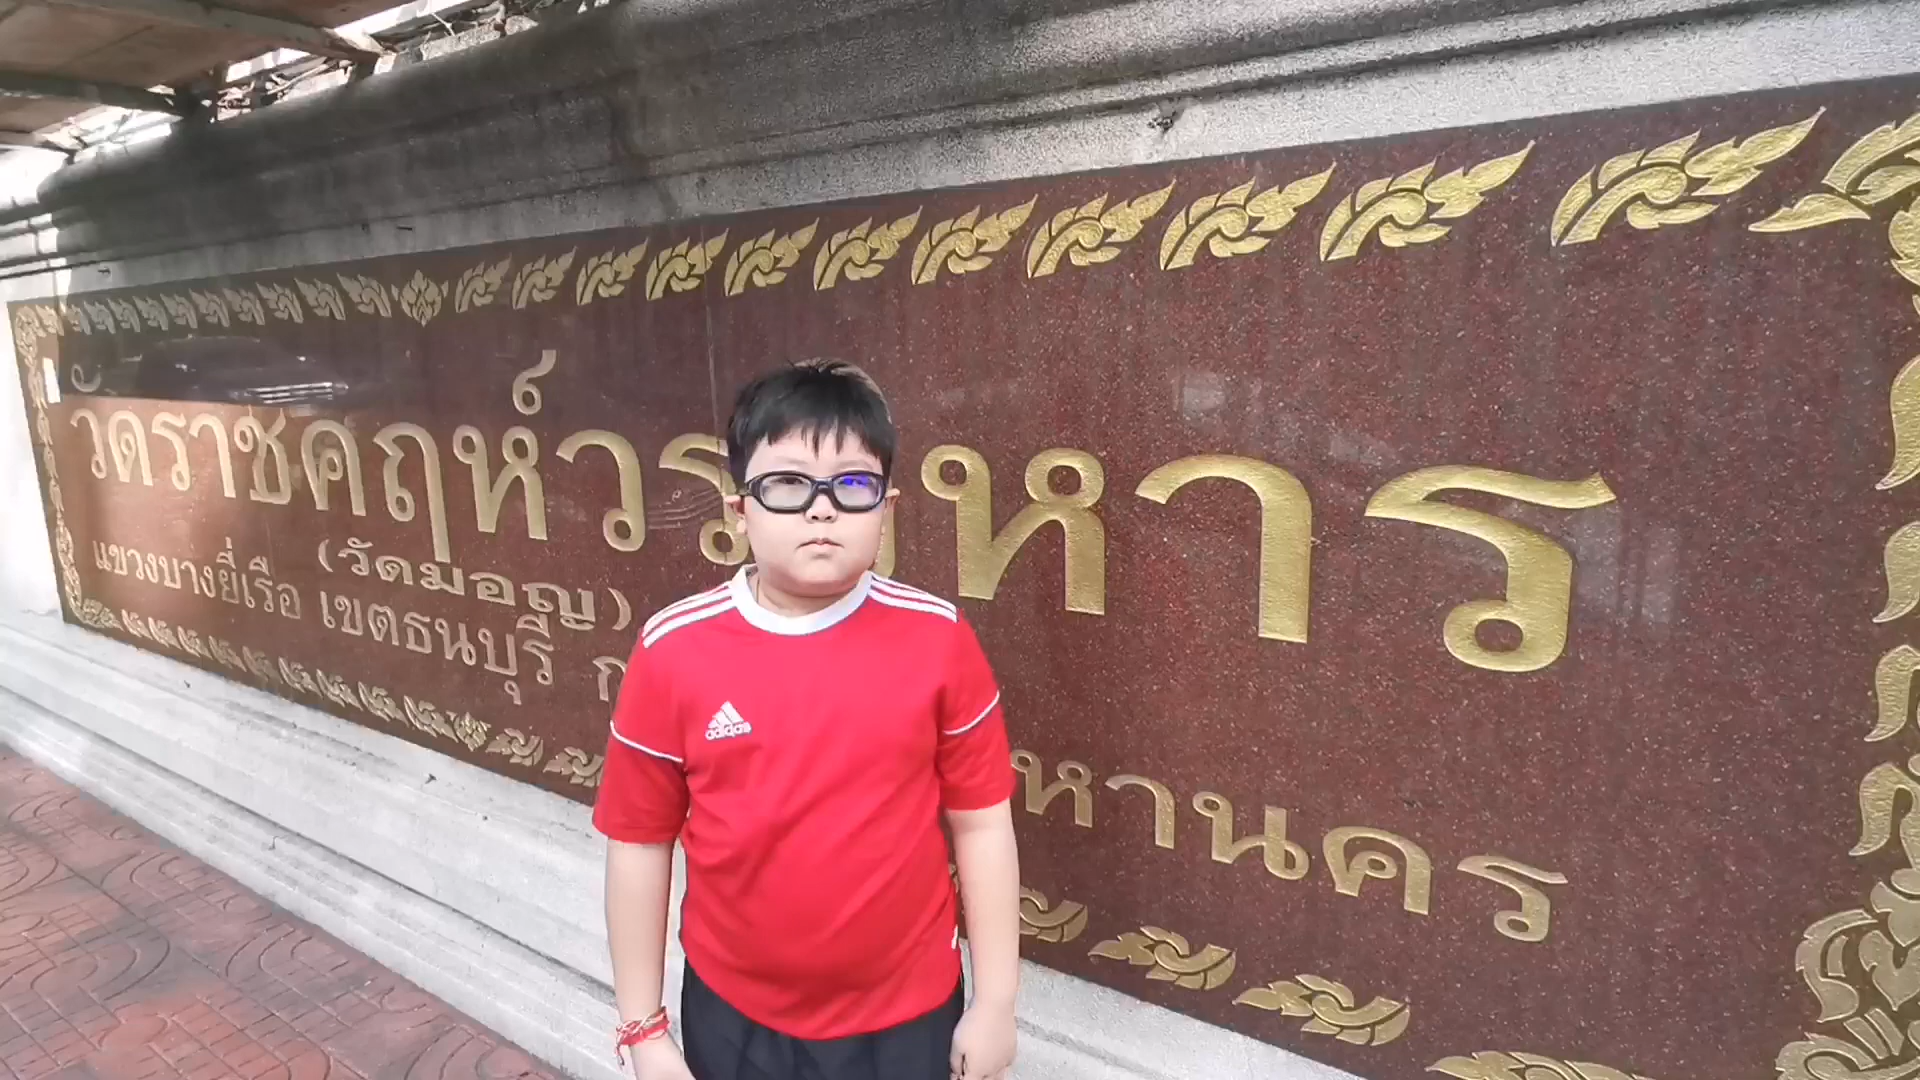 วัดราชคฤห์วร หาร
(วัดมอญ)
แขวงบางยี่เรือ เขตธนบุรี ก หานคร
adidas